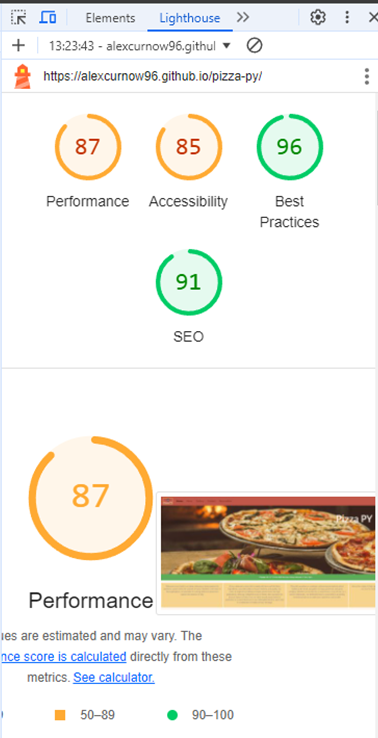 Elements Lighthouse
13:23:43 - alexcurnow96.githul
https://alexcurnow96.github.io/pizza-py/
87 85 96
Performance Accessibility Best
Practices
91
SEO
87
Pizza PY
Performance
ues are estimated and may vary. The
nce score is calculated directly from these
metrics. See calculator.
50–89 90–100